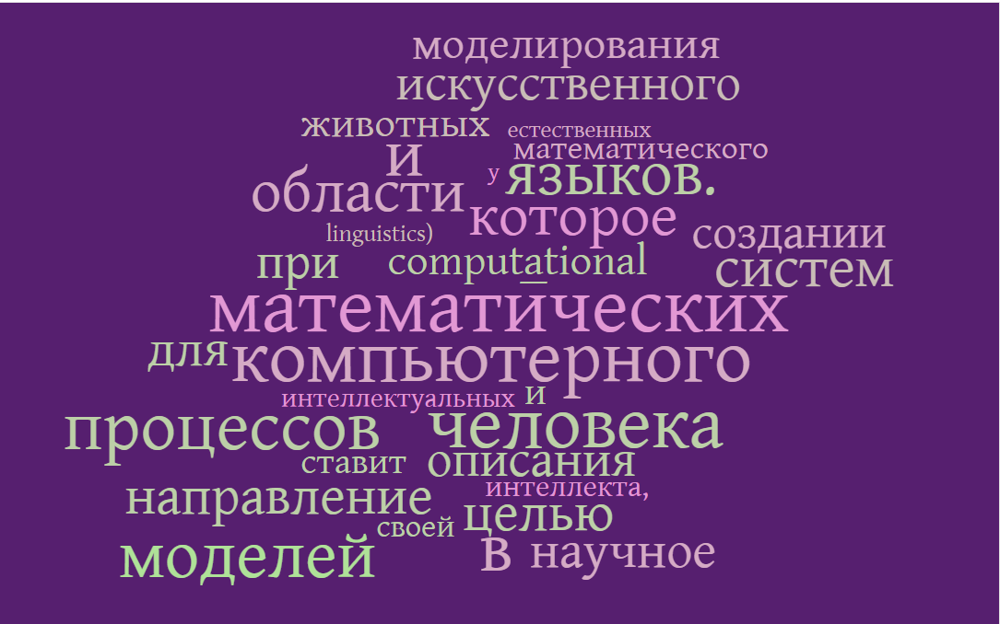 моделирования
искусственного
животных естественных
и математического
у языков.
области
которое
linguistics) создании
при computational систем
—
математических
для компьютерного
интеллектуальных и
процессов человека
ставит описания
направление интеллекта,
своей целью
моделей в научное